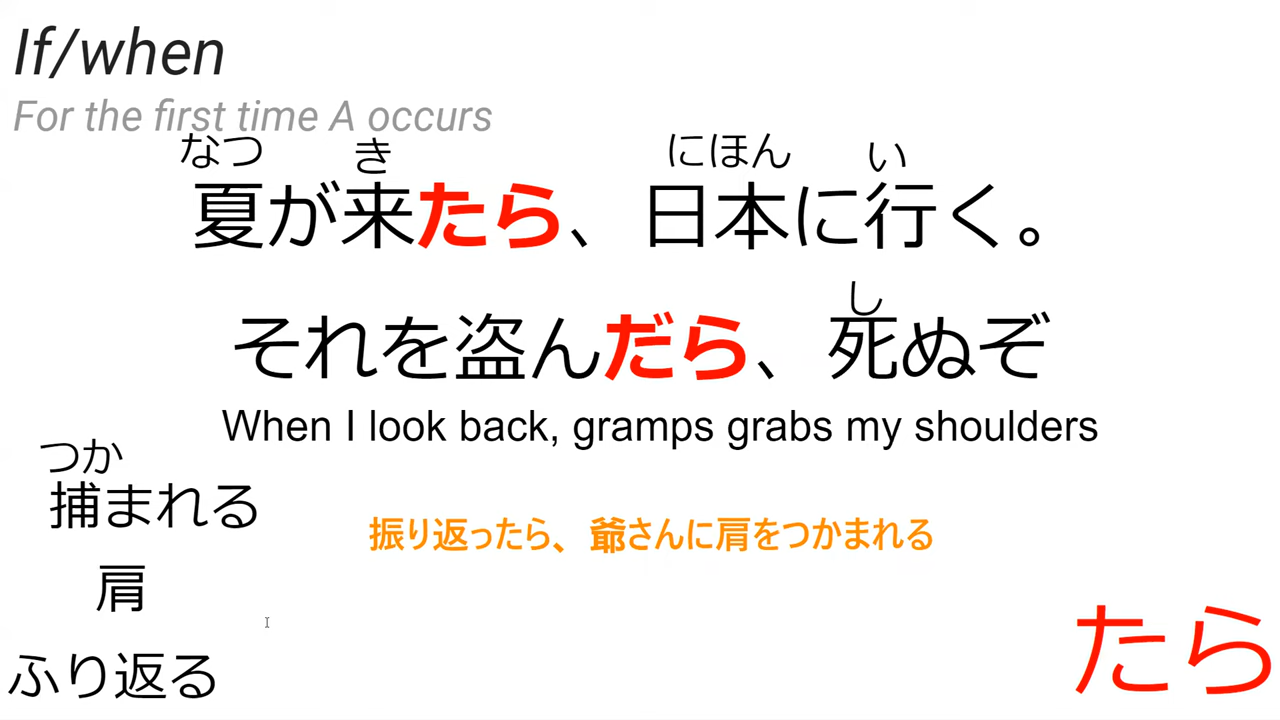 If/when
For the first time A occurs
なつ き にほん い
夏が来たら、日本に行く。
し
それを盗んだら、死ぬぞ
When I look back, gramps grabs my shoulders
つか
捕まれる
振り返ったら、爺さんに肩をつかまれる
肩
ふり返る
たら